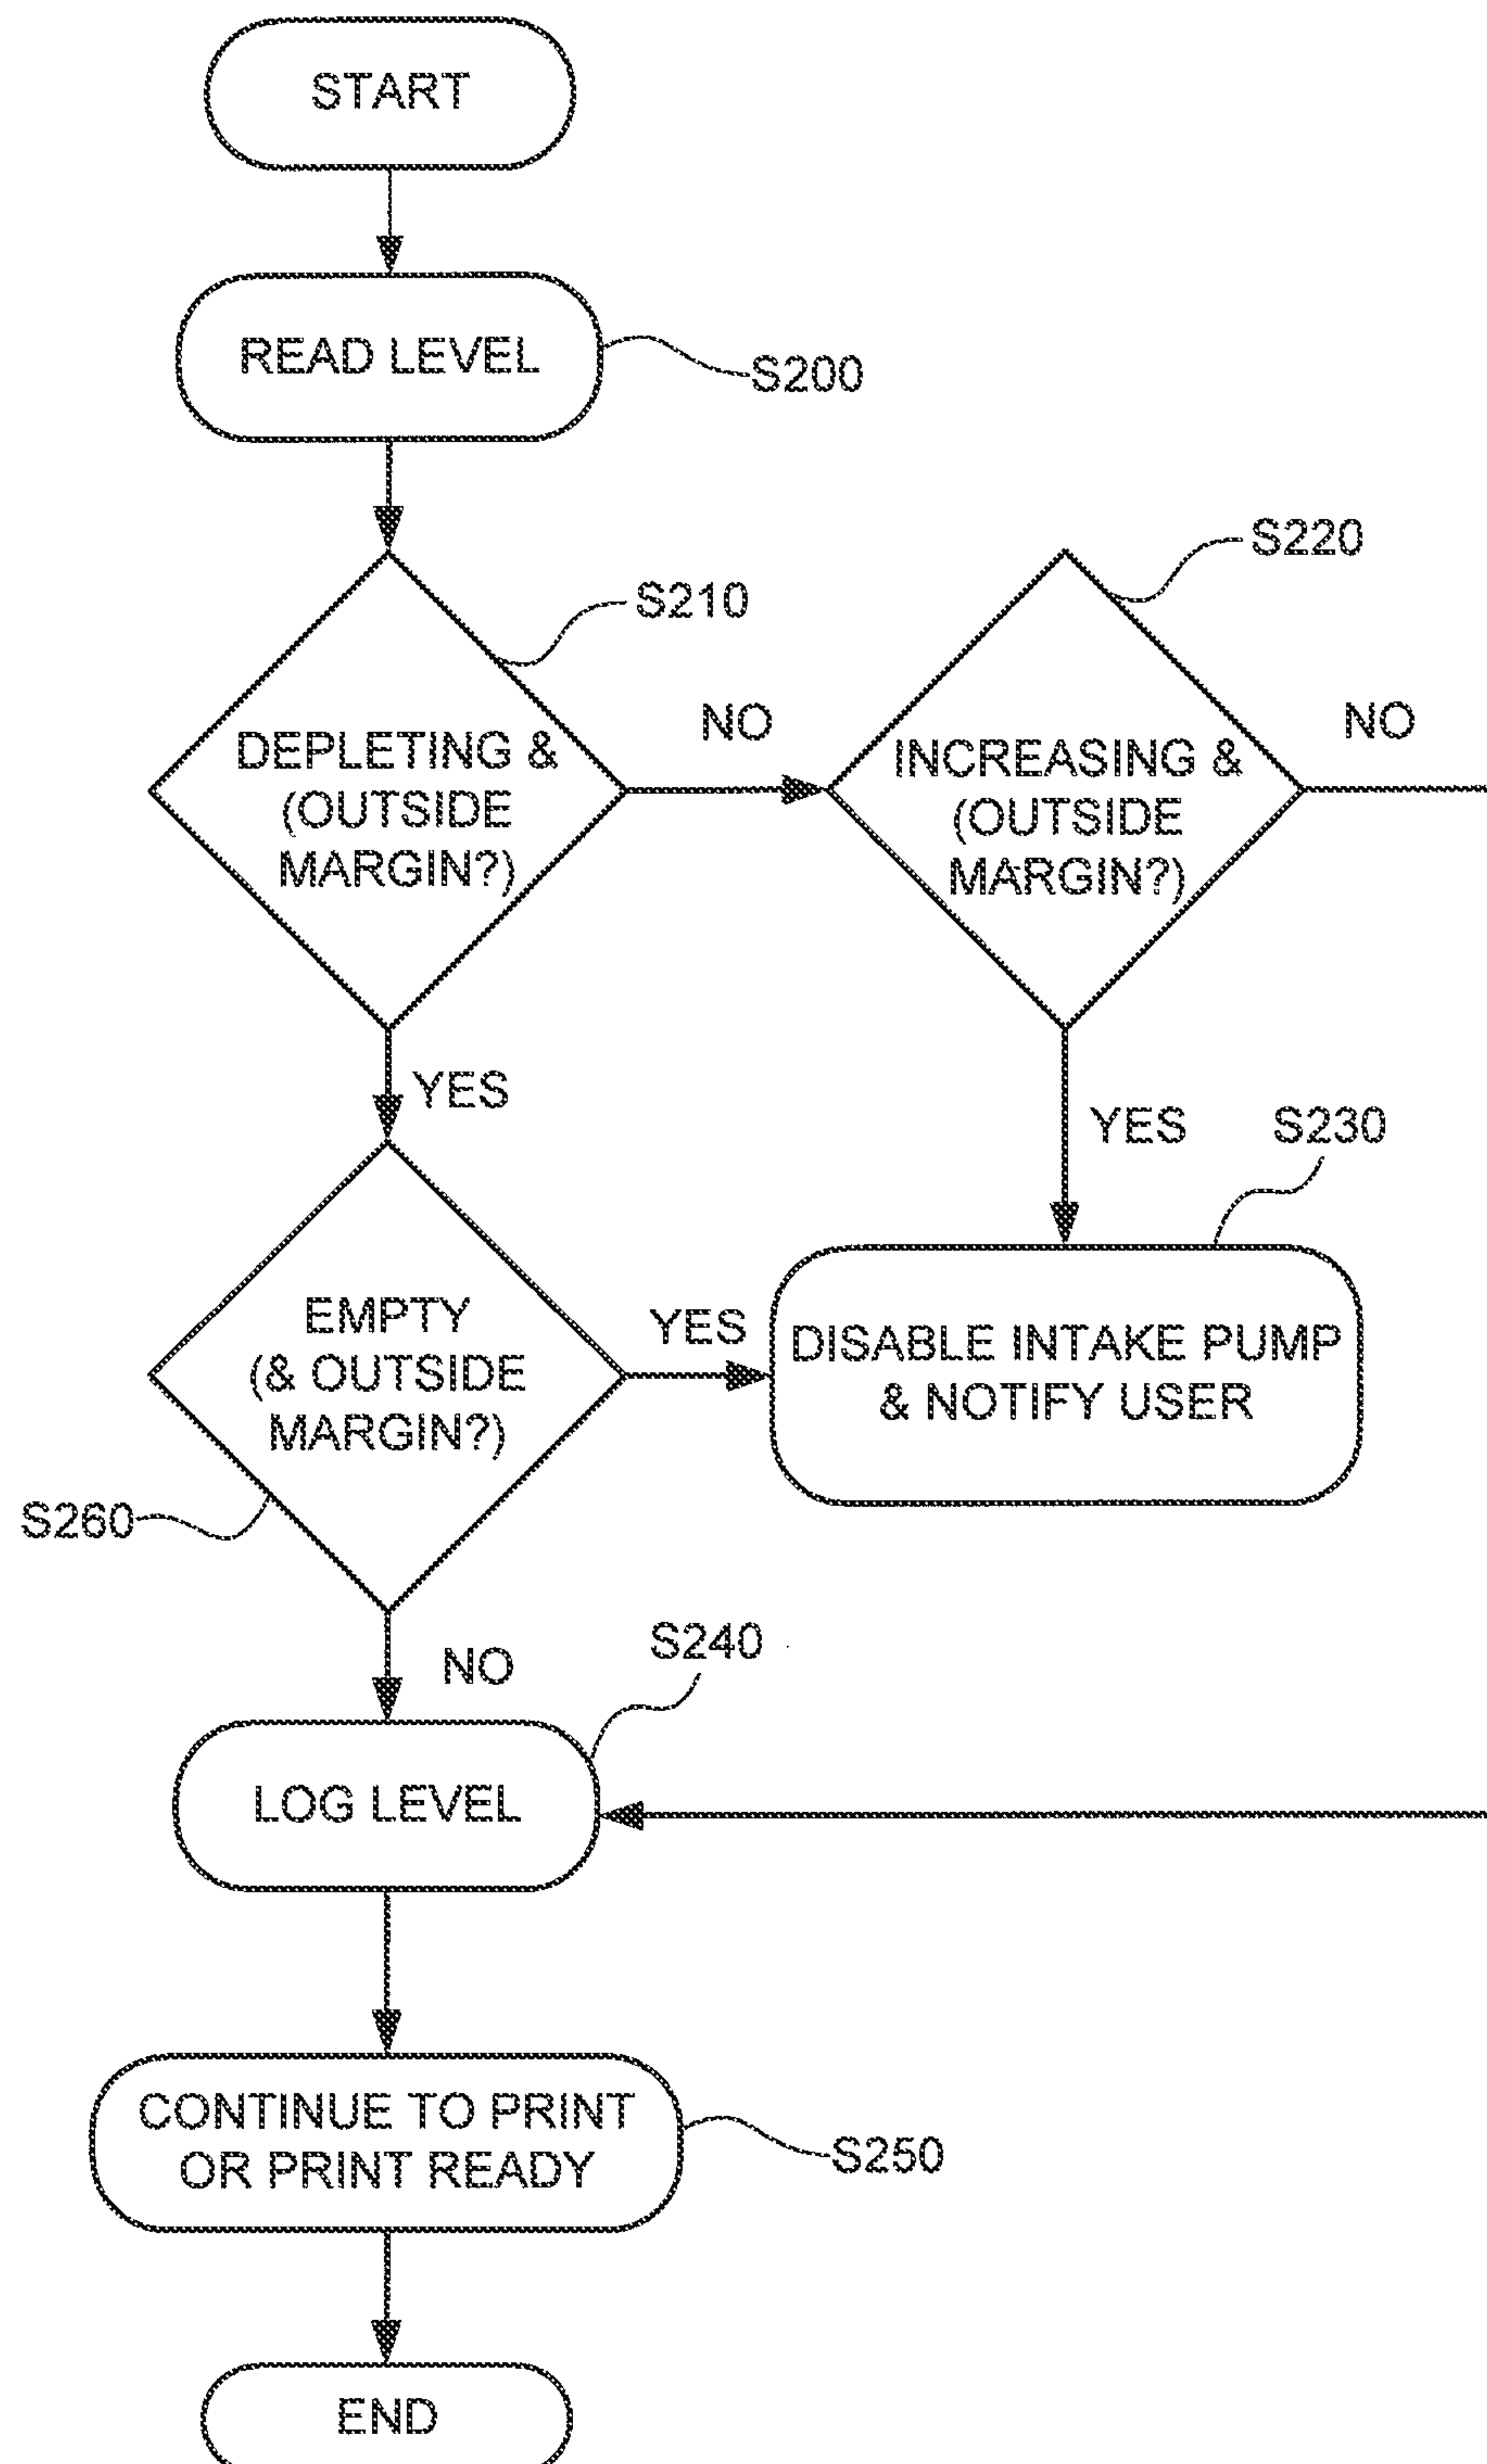 START
READ LEVEL
S200
S220
S210
NO
NO
DEPLETING &
(OUTSIDE
MARGIN?)
INCREASING &
(OUTSIDE
MARGIN?)
YES
YES
S230
EMPTY
(& OUTSIDE
MARGIN?)
YES
DISABLE INTAKE PUMP
& NOTIFY USER
S260
S240
NO
LOG LEVEL
CONTINUE TO PRINT
OR PRINT READY
S250
END